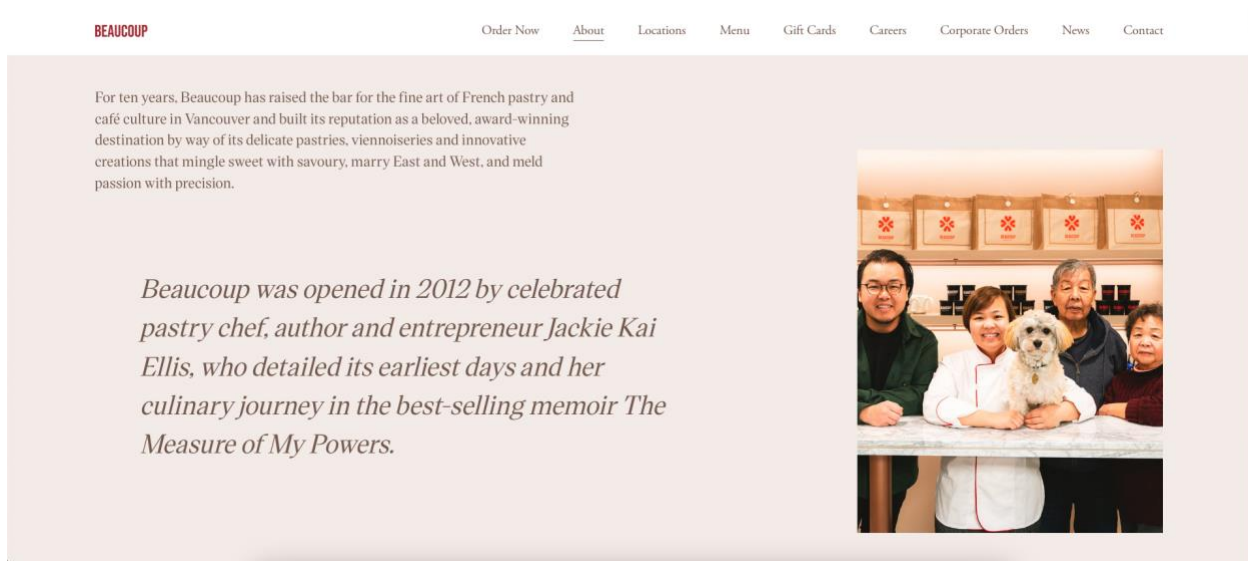 BEAUCOUP
Order Now About Locations Menu Gift Cards Careers Corporate Orders News Contact
For ten years, Beaucoup has raised the bar for the fine art of French pastry and
café culture in Vancouver and built its reputation as a beloved, award-winning
destination by way of its delicate pastries, viennoiseries and innovative
creations that mingle sweet with savoury, marry East and West, and meld
passion with precision.
Beaucoup was opened in 2012 by celebrated
pastry chef, author and entrepreneur Jackie Kai
Ellis, who detailed its earliest days and her
culinary journey in the best-selling memoir The
Measure of My Powers.